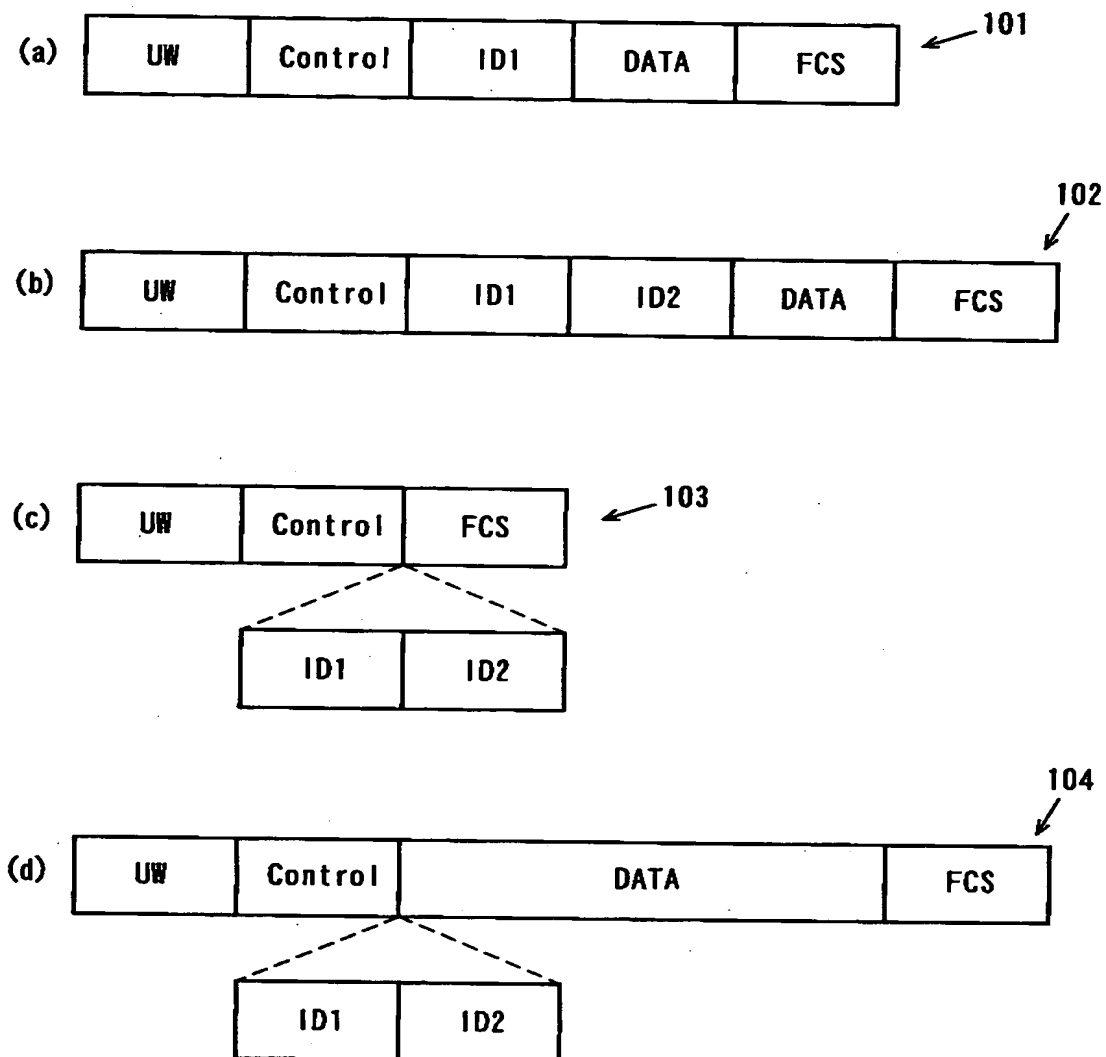 (a) UW Control ID1 DATA FCS 101
102
(b) UW Control ID1 ID2 DATA FCS
(c) UW Control FCS 103
ID1 ID2
104
(d) UW Control DATA FCS
ID1 ID2